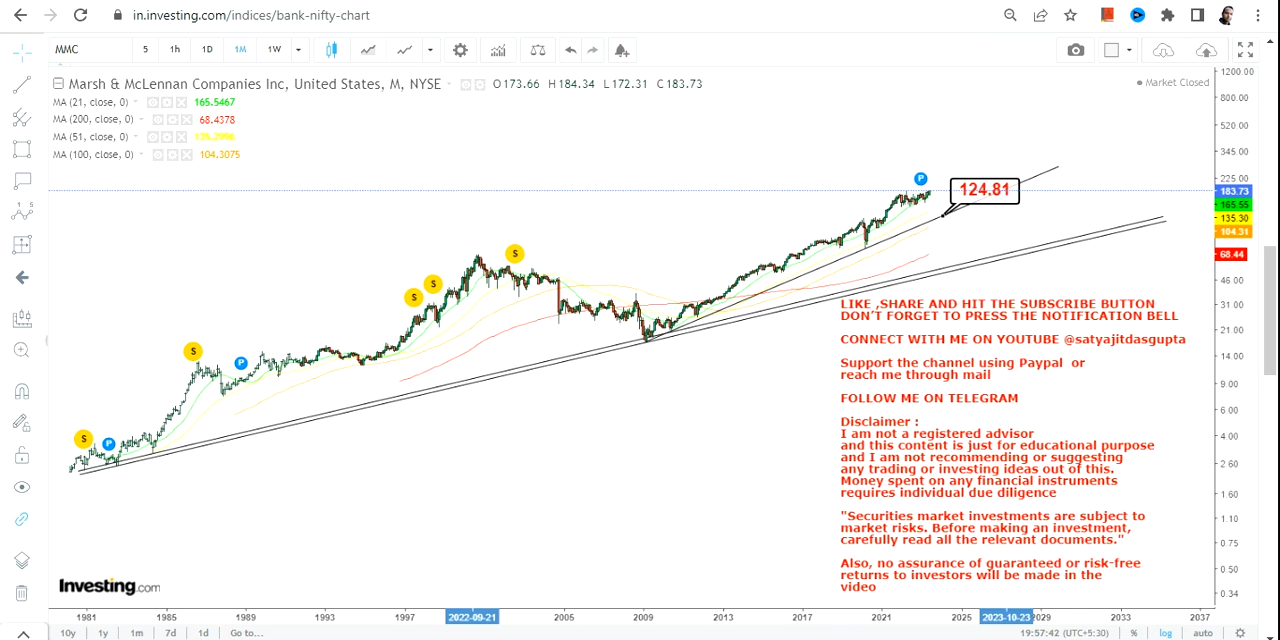 in.investing.com/indices/bank-nifty-chart
MMC 5 1h 1D 1M 1W
Marsh & McLennan Companies Inc, United States, M, NYSE O173.66 H184.34 L172.31 C183.73
Market Closed
MA (21, close, 0) 165.5467
MA (200, close, 0) 68.4378
MA (51, close, 0)
MA (100, close, 0) 104.3075
1200.00
800.00
525.00
345.00
225.00
183.73
165.55
135.30
104.31
68.44
46.00
31.00
21.00
14.00
9.00
6.00
4.00
2.60
1.60
1.10
0.75
0.50
0.34
P
124.81
S
S
S
S
P
S
P
LIKE ,SHARE AND HIT THE SUBSCRIBE BUTTON
DON'T FORGET TO PRESS THE NOTIFICATION BELL
CONNECT WITH ME ON YOUTUBE @satyajitdasgupta
Support the channel using Paypal or
reach me through mail
FOLLOW ME ON TELEGRAM
Disclaimer :
I am not a registered advisor
and this content is just for educational purpose
and I am not recommending or suggesting
any trading or investing ideas out of this.
Money spent on any financial instruments
requires individual due diligence
"Securities market investments are subject to
market risks. Before making an investment,
carefully read all the relevant documents."
Also, no assurance of guaranteed or risk-free
returns to investors will be made in the
video
Investing.com
1981 1985 1989 1993 1997 2022-09-21 2005 2009 2013 2017 2021 2025 2023-10-23 2029 2033 2037
10y 1y 1m 7d 1d Go to... 19:57:42 (UTC+5:30) % log auto